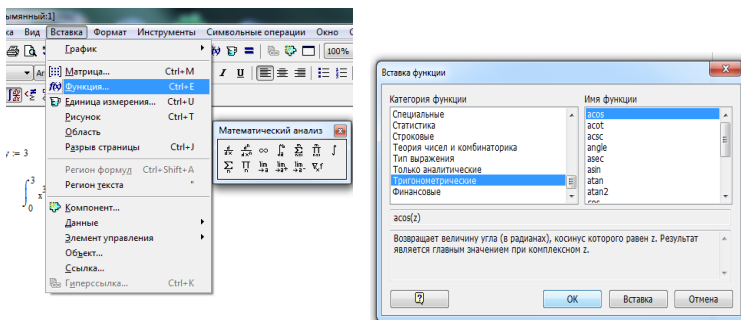 ымянный:1]
ка Вид Вставка Формат Инструменты Символьные операции Окно С
100%
График
Ar
Матрица... Ctrl+M
I U
f(x) Функция... Ctrl+E
Единица измерения... Ctrl+U
Рисунок Ctrl+T
Область
Разрыв страницы Ctrl+J
Регион формул Ctrl+Shift+A
Регион текста "
Компонент...
Данные
Элемент управления
Объект...
Ссылка...
Гиперссылка... Ctrl+K
y := 3
3
x
0
Математический анализ
Вставка функции
Категория функции
Специальные
Статистика
Строковые
Теория чисел и комбинаторика
Тип выражения
Только аналитические
Тригонометрические
Финансовые
Имя функции
acos
acot
acsc
angle
asec
asin
atan
atan2
cos
acos(z)
Возвращает величину угла (в радианах), косинус которого равен z. Результат
является главным значением при комплексном z.
OK Вставка Отмена